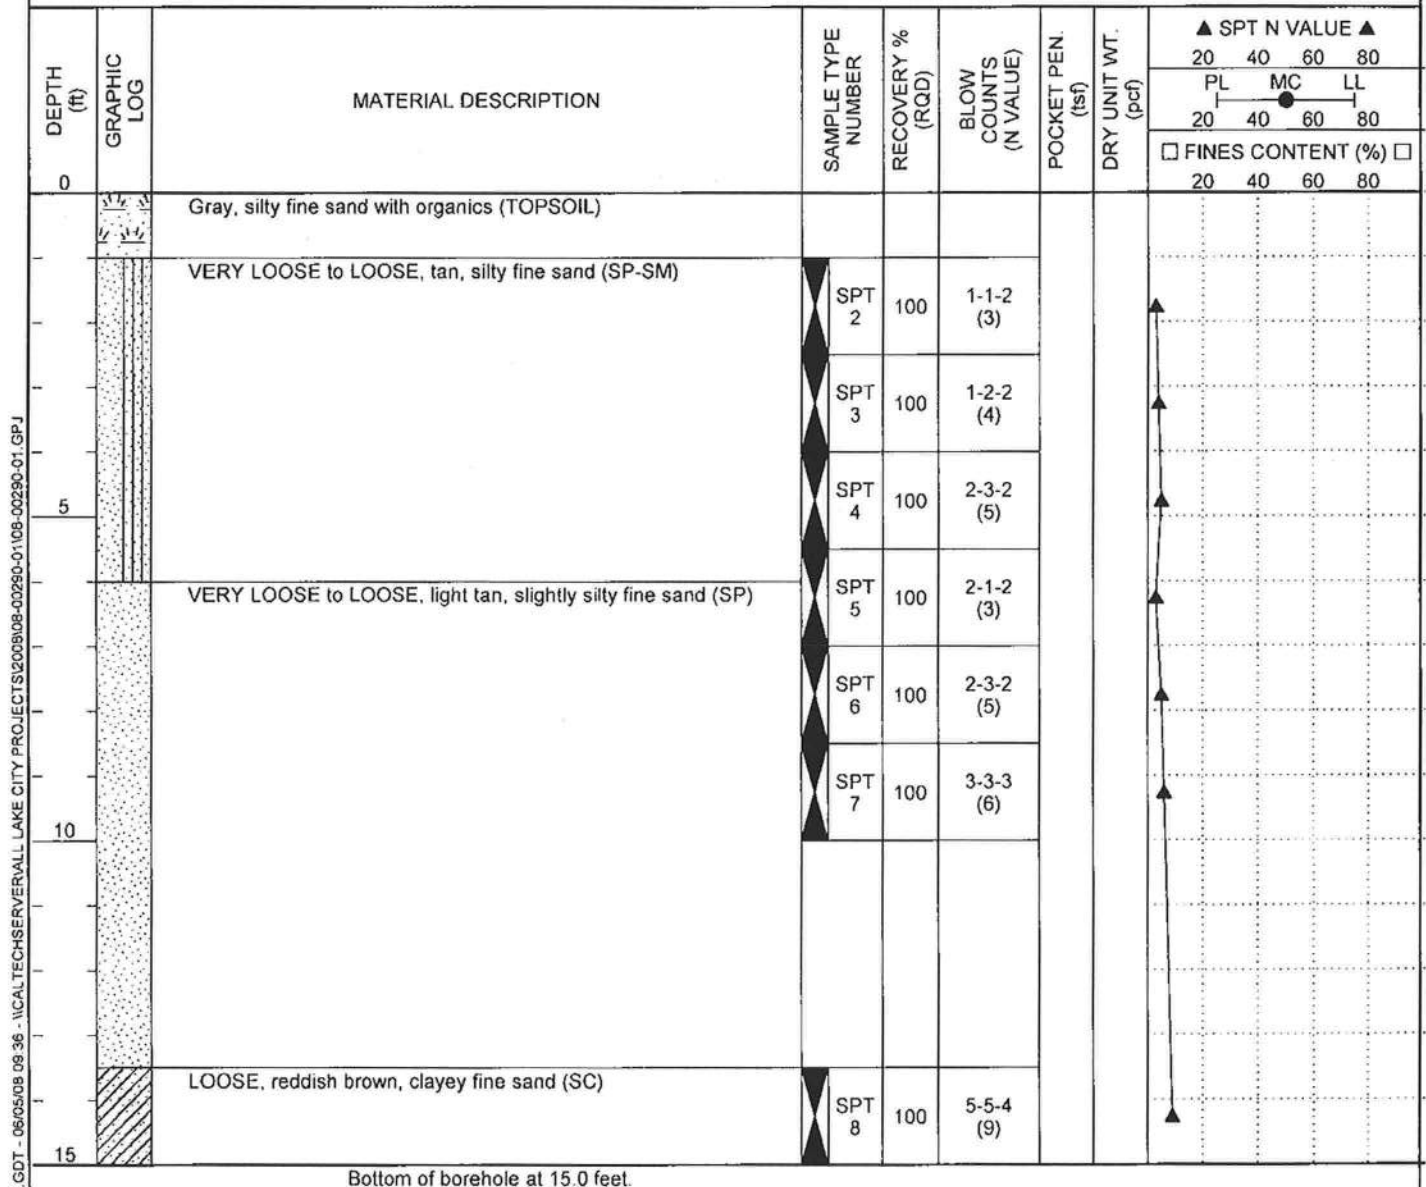 DEPTH
(ft)
GRAPHIC
LOG
MATERIAL DESCRIPTION
SAMPLE TYPE
NUMBER
RECOVERY %
(RQD)
BLOW
COUNTS
(N VALUE)
POCKET PEN.
(tsf)
DRY UNIT WT.
(pcf)
▲ SPT N VALUE ▲
20 40 60 80
PL MC LL
20 40 60 80
□ FINES CONTENT (%) □
20 40 60 80
0
Gray, silty fine sand with organics (TOPSOIL)
VERY LOOSE to LOOSE, tan, silty fine sand (SP-SM)
SPT
2
100
1-1-2
(3)
SPT
3
100
1-2-2
(4)
SPT
4
100
2-3-2
(5)
5
VERY LOOSE to LOOSE, light tan, slightly silty fine sand (SP)
SPT
5
100
2-1-2
(3)
SPT
6
100
2-3-2
(5)
SPT
7
100
3-3-3
(6)
10
LOOSE, reddish brown, clayey fine sand (SC)
SPT
8
100
5-5-4
(9)
15
Bottom of borehole at 15.0 feet.
.GDT - 06/05/08 09:36 - \\CALTECHSERVER\ALL LAKE CITY PROJECTS\2008\08-00290-01\08-00290-01.GPJ